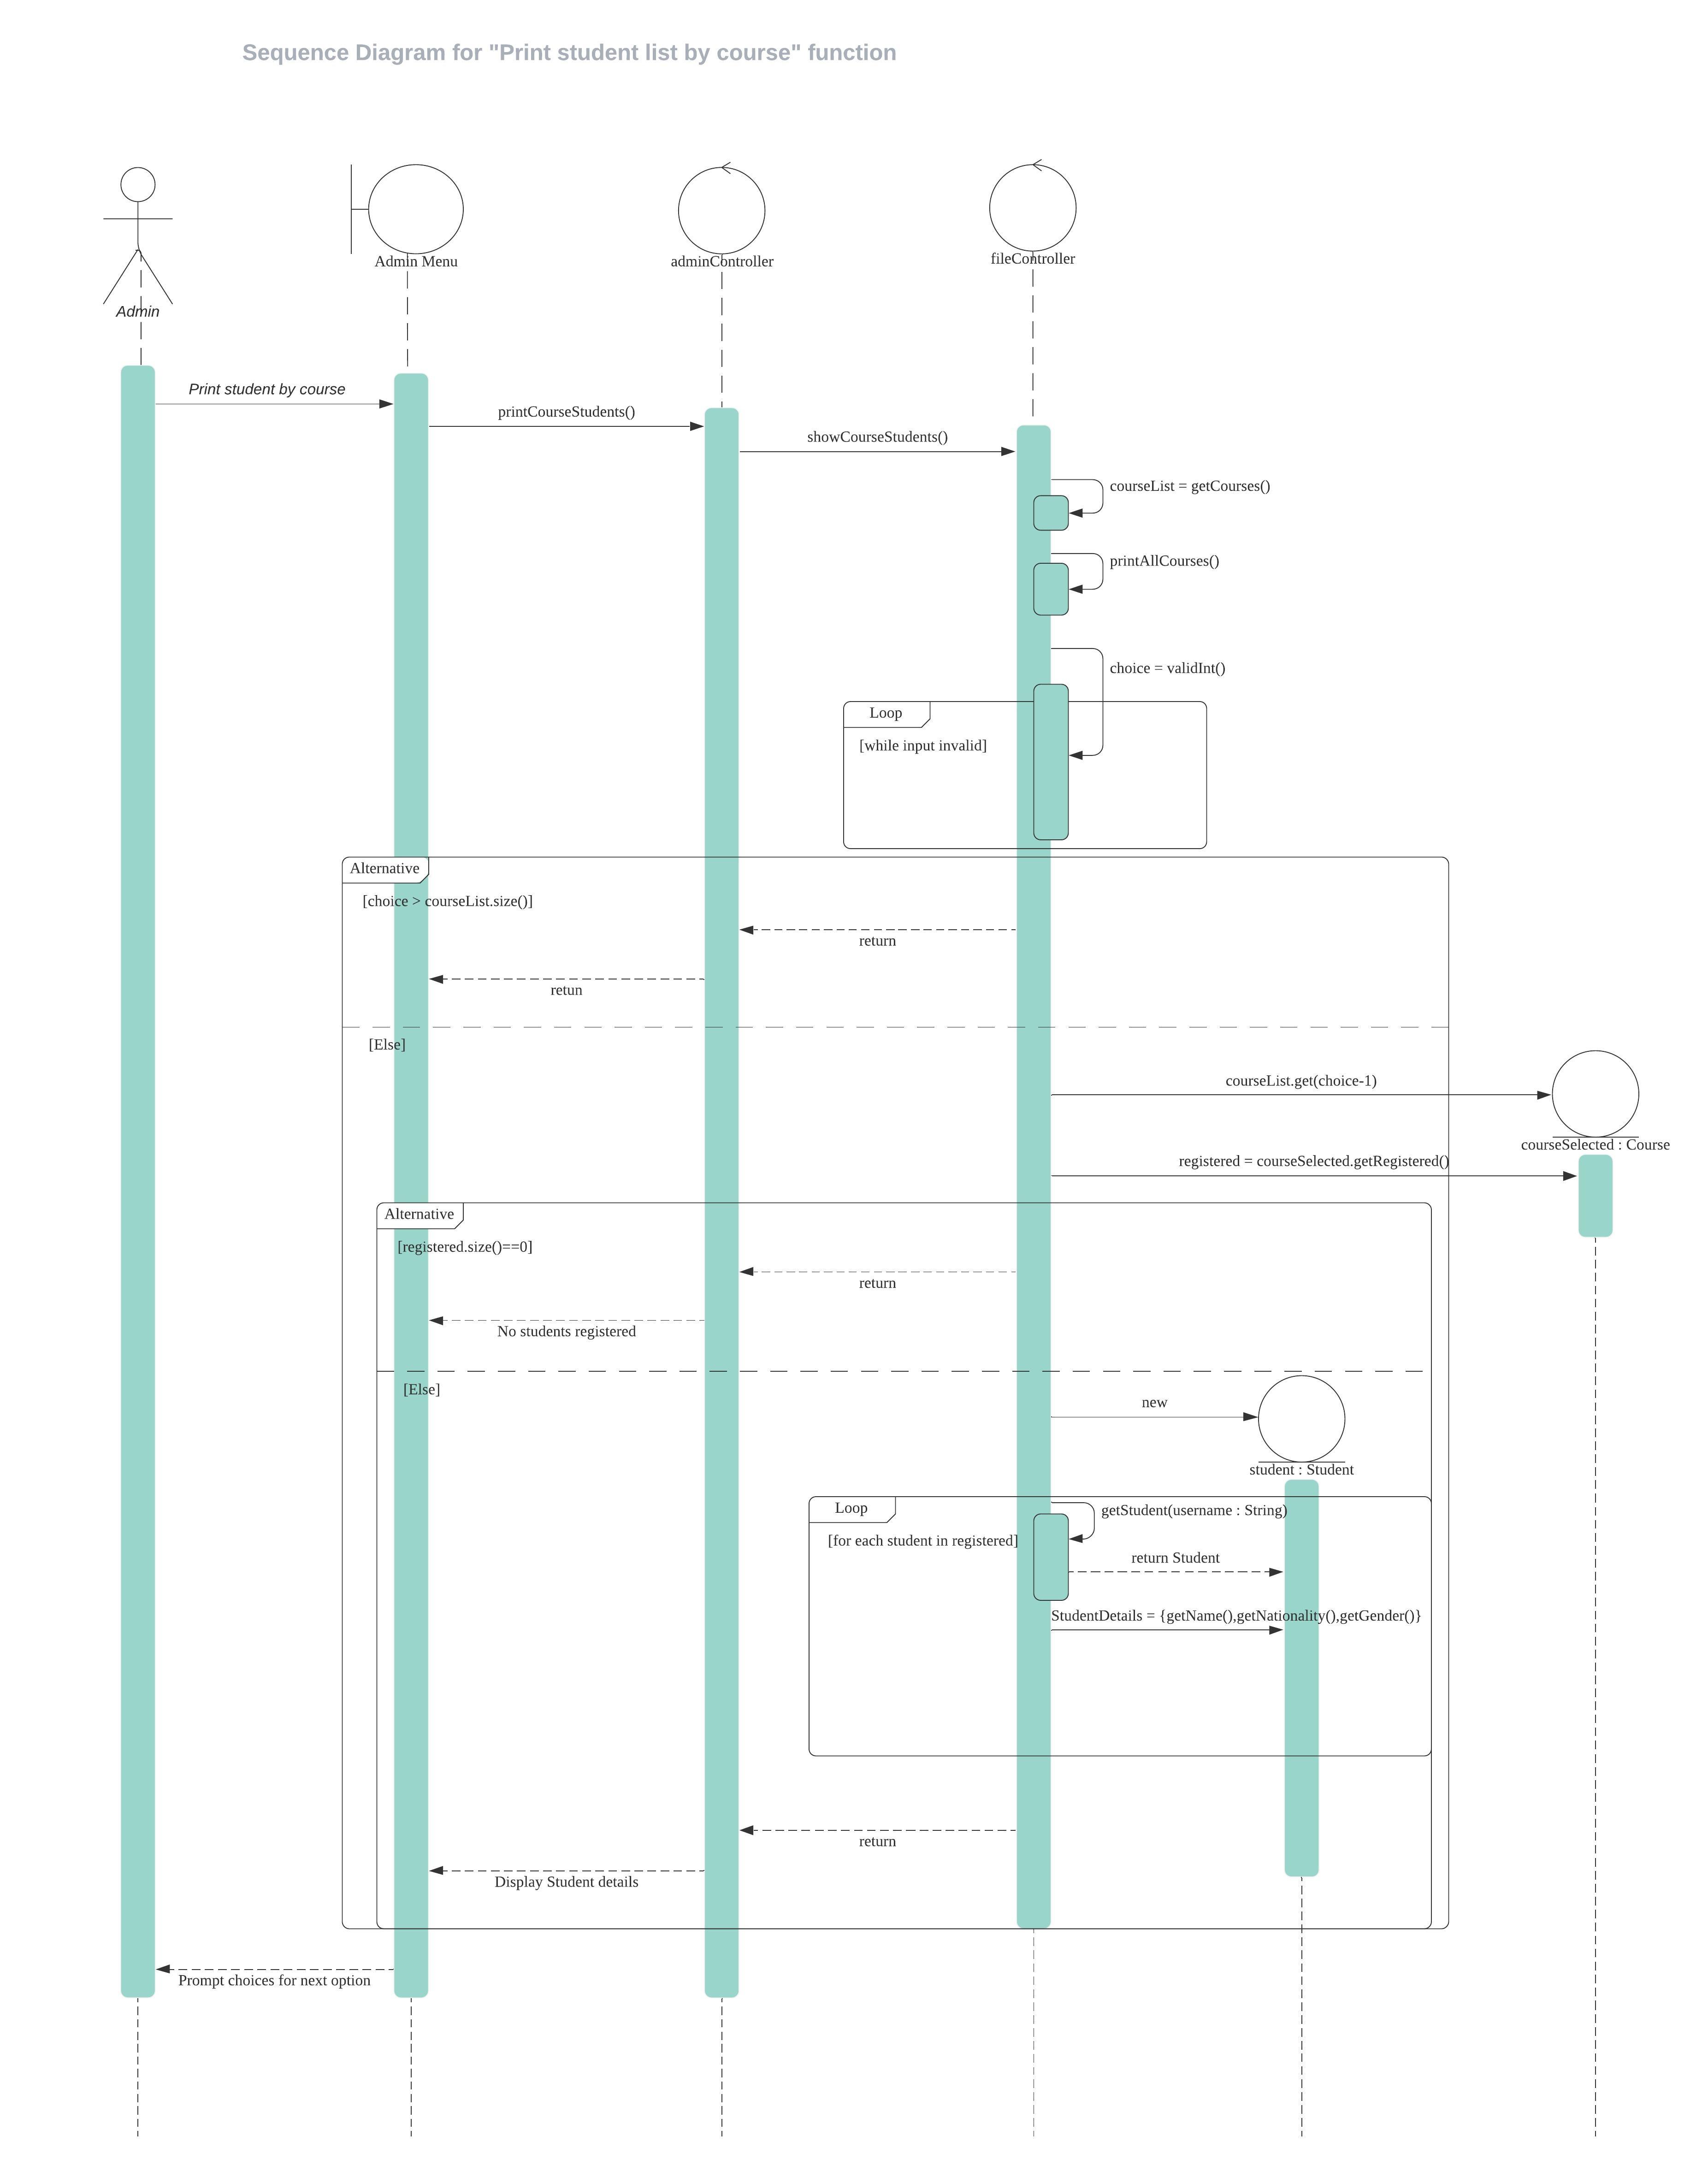 Sequence Diagram for "Print student list by course" function
Admin Menu
adminController
fileController
Admin
Print student by course
printCourseStudents()
showCourseStudents()
courseList = getCourses()
printAllCourses()
choice = validInt()
Loop
[while input invalid]
Alternative
[choice > courseList.size()]
return
retun
[Else]
courseList.get(choice-1)
courseSelected : Course
registered = courseSelected.getRegistered()
Alternative
[registered.size()==0]
return
No students registered
[Else]
new
student : Student
Loop
getStudent(username : String)
[for each student in registered]
return Student
StudentDetails = {getName(),getNationality(),getGender()}
return
Display Student details
Prompt choices for next option